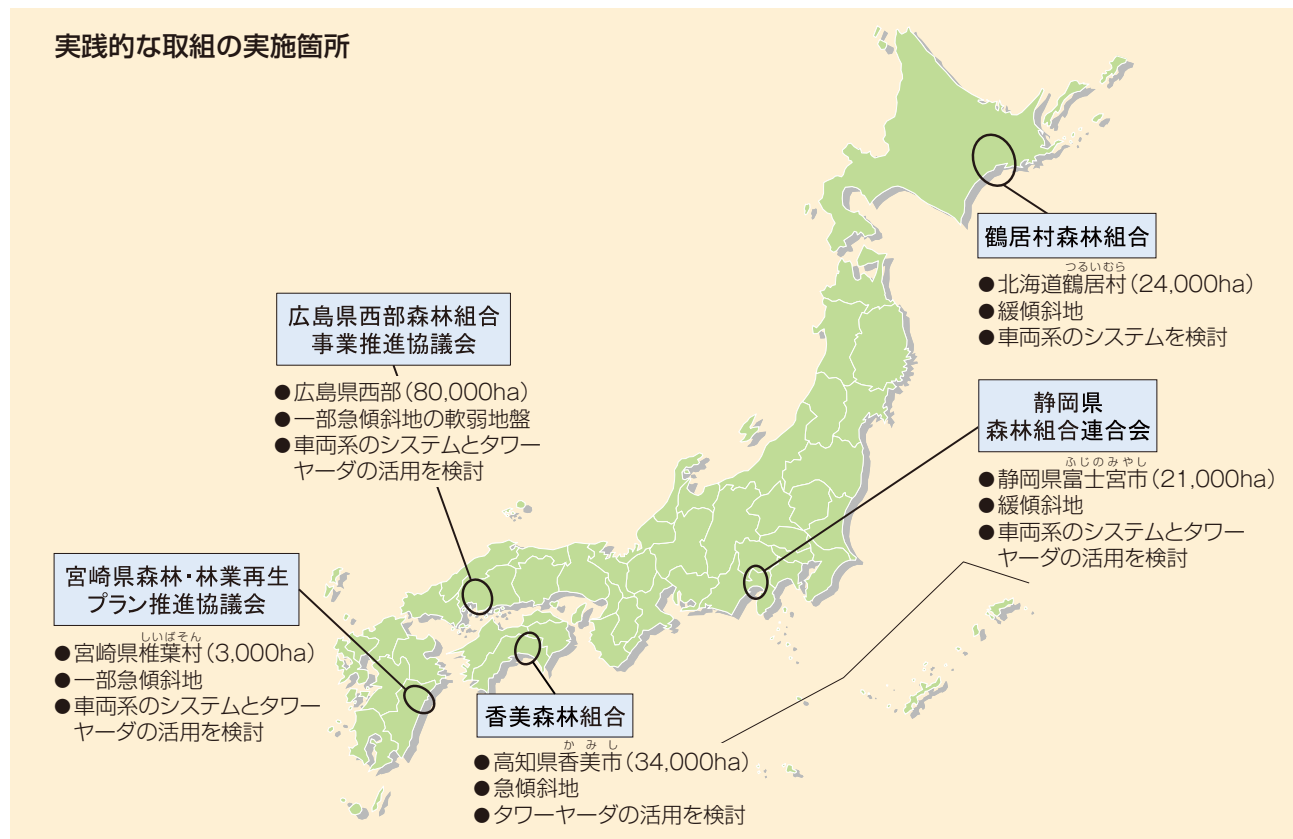 実践的な取組の実施箇所
鶴居村森林組合
つるいむら
●北海道鶴居村(24,000ha)
●緩傾斜地
●車両系のシステムを検討
広島県西部森林組合
事業推進協議会
●広島県西部(80,000ha)
●一部急傾斜地の軟弱地盤
●車両系のシステムとタワー
ヤーダの活用を検討
静岡県
森林組合連合会
ふじのみやし
●静岡県富士宮市(21,000ha)
●緩傾斜地
●車両系のシステムとタワー
ヤーダの活用を検討
宮崎県森林・林業再生
プラン推進協議会
しいばそん
●宮崎県椎葉村(3,000ha)
●一部急傾斜地
●車両系のシステムとタワー
ヤーダの活用を検討
香美森林組合
かみし
●高知県香美市(34,000ha)
●急傾斜地
●タワーヤーダの活用を検討